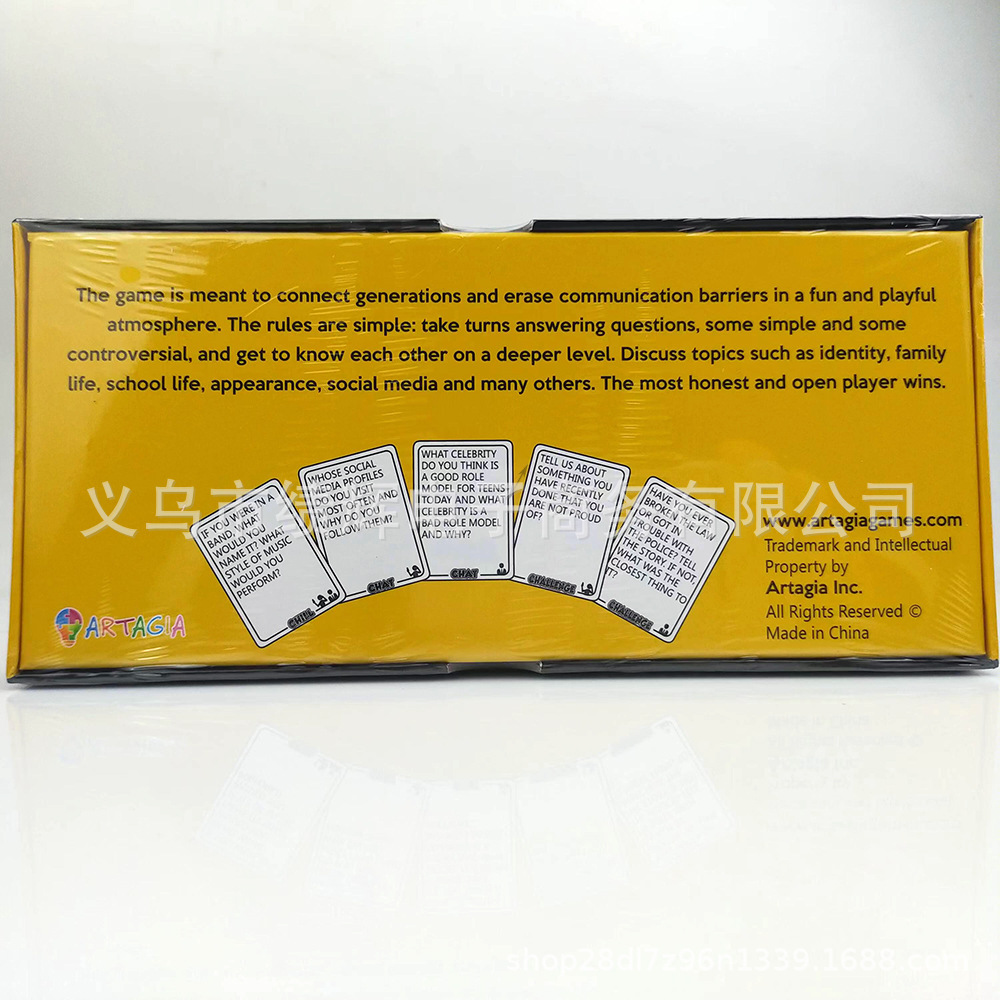 The game is meant to connect generations and erase communication barriers in a fun and playful
atmosphere. The rules are simple: take turns answering questions, some simple and some
controversial, and get to know each other on a deeper level. Discuss topics such as identity, family
life, school life, appearance, social media and many others. The most honest and open player wins.
IF YOU WERE IN A
BAND, WHAT
WOULD YOU
NAME IT? WHAT
STYLE OF MUSIC
WOULD YOU
PERFORM?
CHILL
WHOSE SOCIAL
MEDIA PROFILES
DO YOU VISIT
MOST OFTEN AND
WHY DO YOU
FOLLOW THEM?
CHAT
WHAT CELEBRITY
DO YOU THINK IS
A GOOD ROLE
MODEL FOR TEENS
TODAY AND WHAT
CELEBRITY IS A
BAD ROLE MODEL
AND WHY?
CHAT
TELL US ABOUT
SOMETHING YOU
HAVE RECENTLY
DONE THAT YOU
ARE NOT PROUD
OF?
CHALLENGE
HAVE YOU EVER
BROKEN THE LAW
OR GOT IN
TROUBLE WITH
THE POLICE? TELL
THE STORY. IF NOT,
WHAT WAS THE
CLOSEST THING TO
IT?
CHALLENGE
义乌市 电子商务有限公司
www.artagiagames.com
Trademark and Intellectual
Property by
Artagia Inc.
All Rights Reserved ©
Made in China
ARTAGIA
shop28dl7z96n1339.1688.com